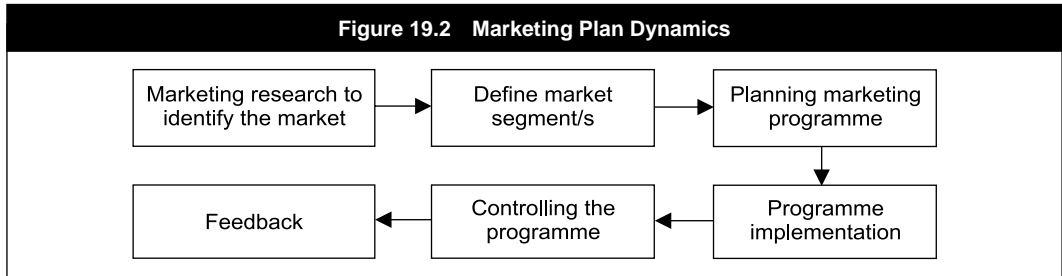 Figure 19.2 Marketing Plan Dynamics
Marketing research to
identify the market
Define market
segment/s
Planning marketing
programme
Programme
implementation
Controlling the
programme
Feedback